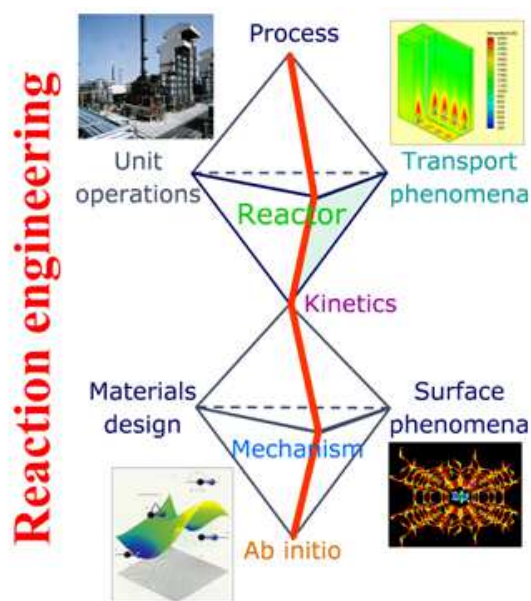 Reaction engineering
Process
Unit
operations
Transport
phenomena
Reactor
Kinetics
Materials
design
Surface
phenomena
Mechanism
Ab initio